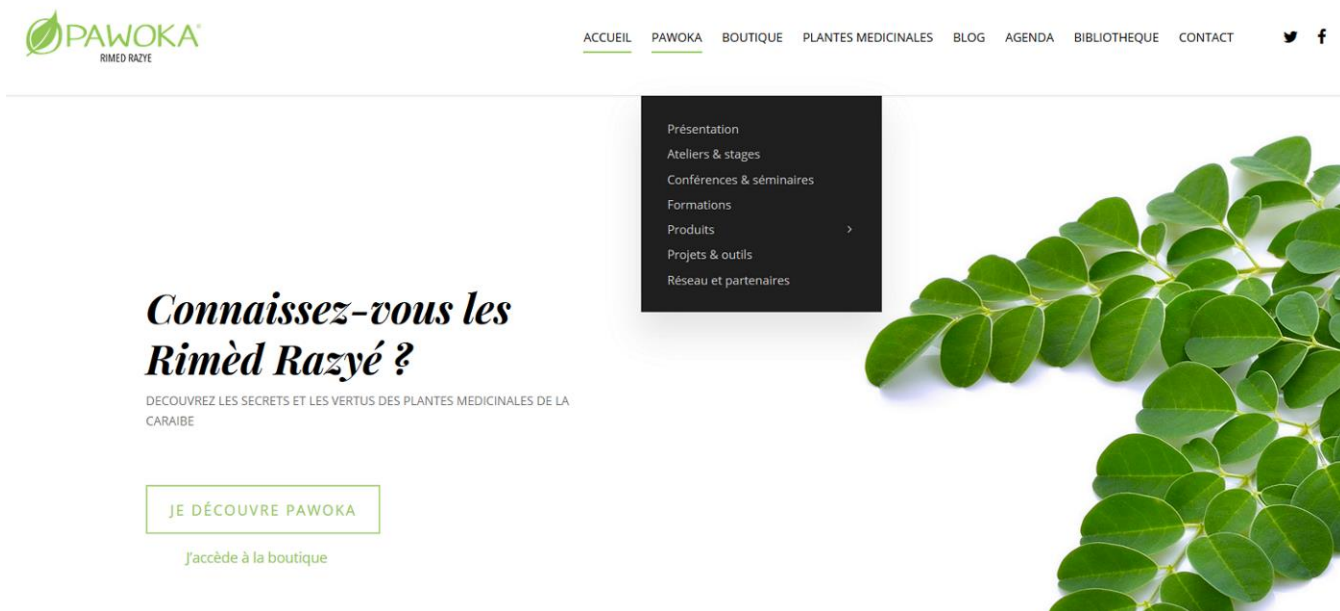 PAWOKA®
RIMED RAZYE
ACCUEIL PAWOKA BOUTIQUE PLANTES MEDICINALES BLOG AGENDA BIBLIOTHEQUE CONTACT
Présentation
Ateliers & stages
Conférences & séminaires
Formations
Produits
Projets & outils
Réseau et partenaires
Connaissez-vous les
Rimèd Razyé ?
DECOUVREZ LES SECRETS ET LES VERTUS DES PLANTES MEDICINALES DE LA
CARAIBE
JE DÉCOUVRE PAWOKA
J'accède à la boutique